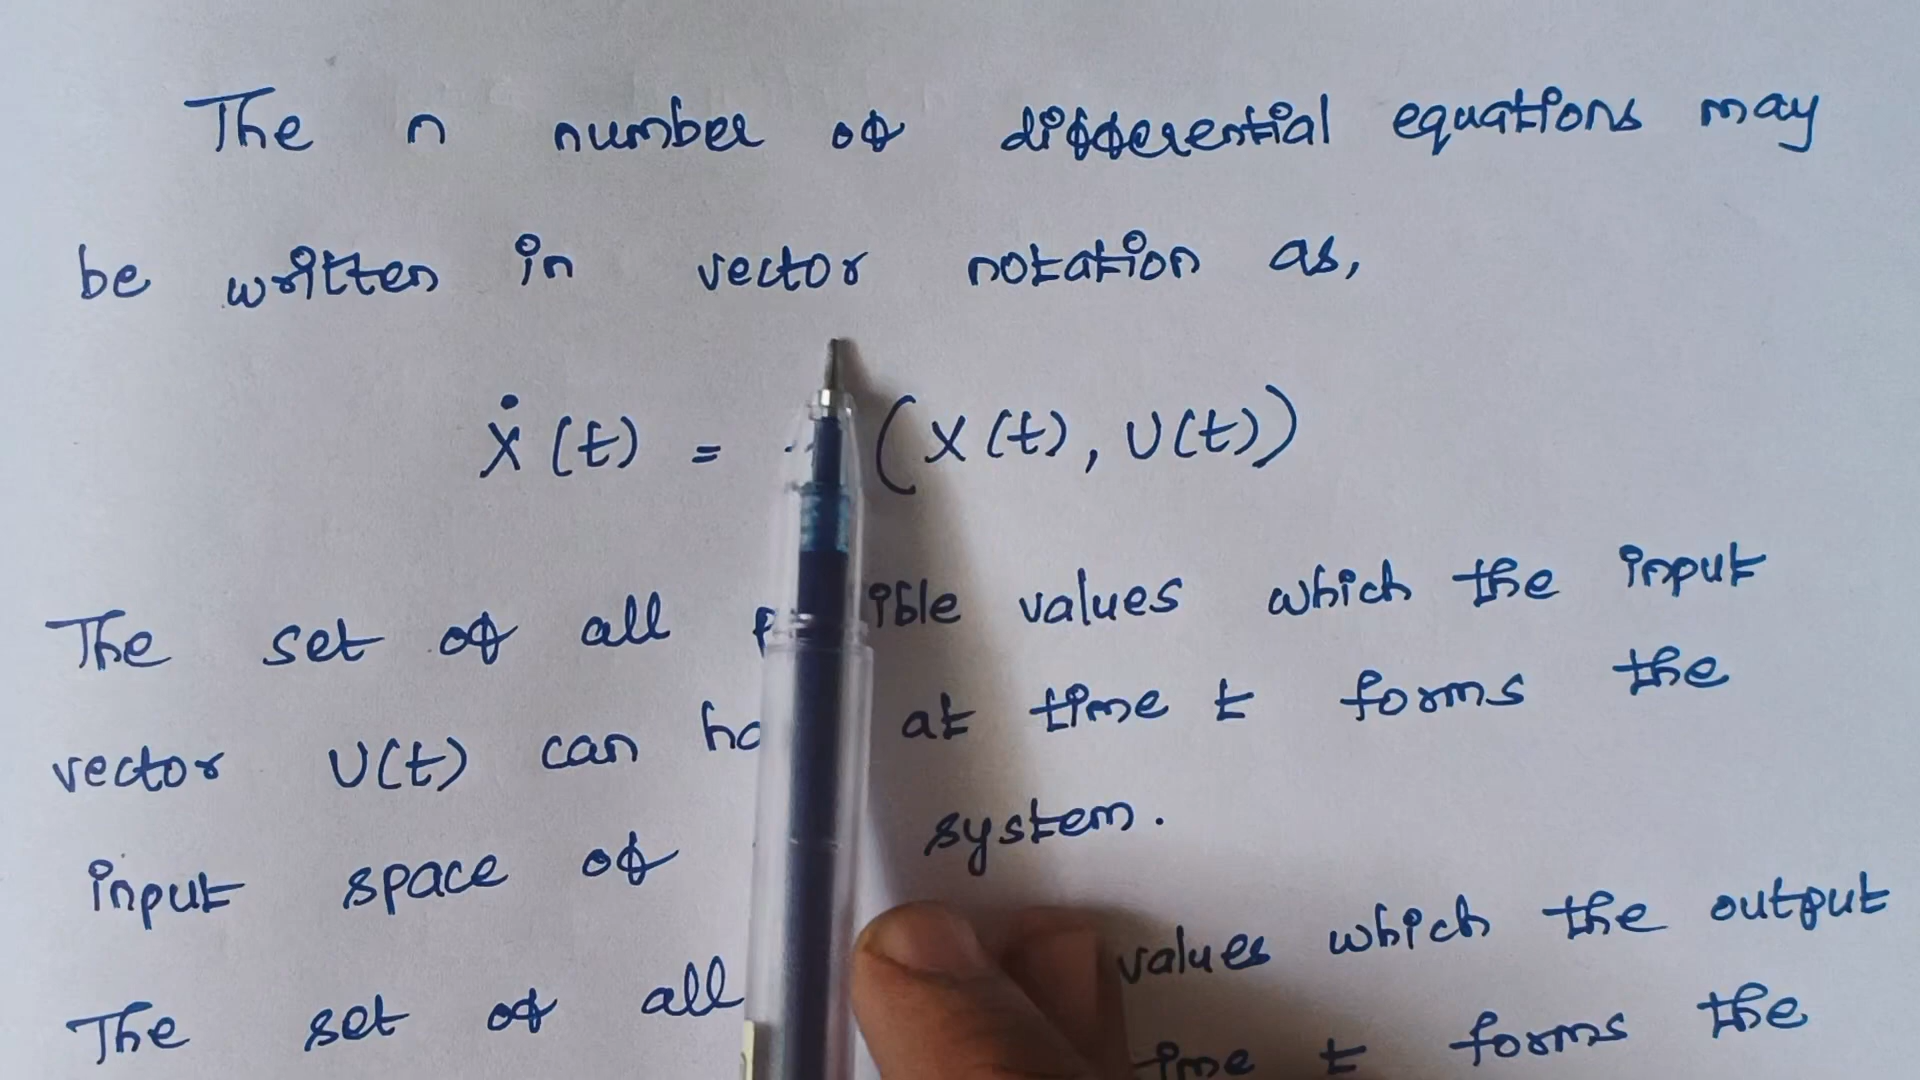 The n number of differential equations may
be written in vector notation as,
Ẋ(t) = (X(t), U(t))
The set of all values which the input
vector U(t) can at time t forms the
input space of system.
The set of all values which the output
t forms the